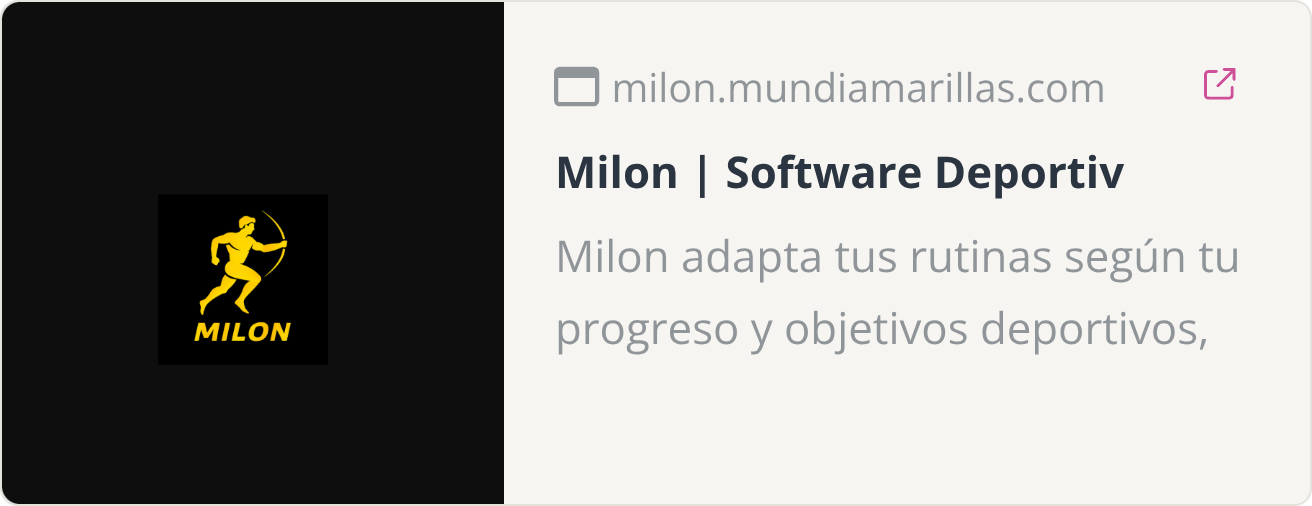 milon.mundiamarillas.com
Milon | Software Deportiv
Milon adapta tus rutinas según tu
progreso y objetivos deportivos,
MILON